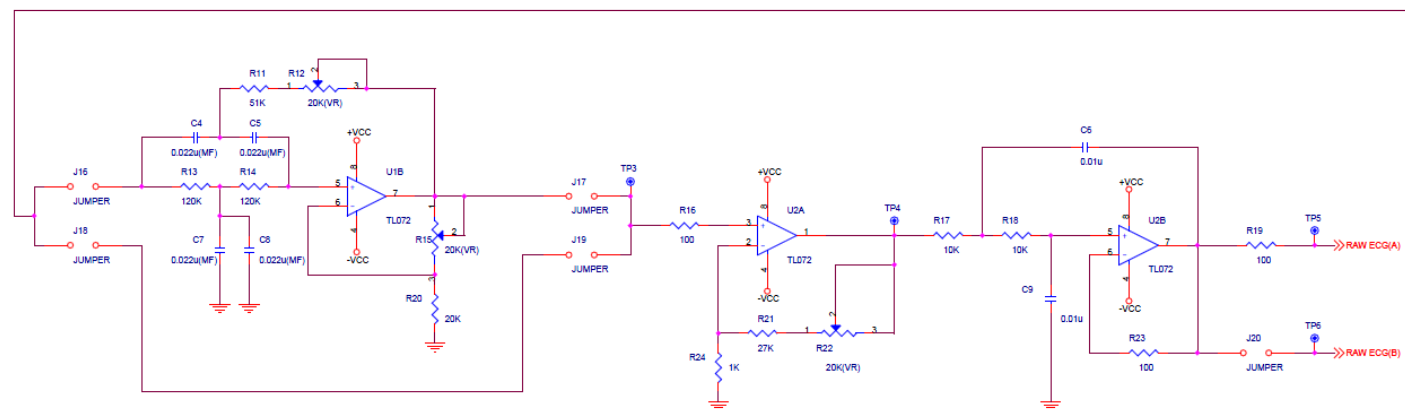 R11
51K
1
2
R12
3
20K(VR)
C4
0.022u(MF)
C5
0.022u(MF)
+VCC
J16
JUMPER
R13
120K
R14
120K
5
+
6
-
8
4
7
U1B
TL072
-VCC
J18
JUMPER
C7
0.022u(MF)
C8
0.022u(MF)
1
R15
2
20K(VR)
3
R20
20K
J17
JUMPER
TP3
J19
JUMPER
R16
100
+VCC
8
U2A
3
+
2
-
1
TL072
4
-VCC
TP4
R21
27K
1
2
R22
3
20K(VR)
R24
1K
R17
10K
R18
10K
C6
0.01u
C9
0.01u
+VCC
8
U2B
5
+
6
-
7
TL072
4
-VCC
R23
100
R19
100
TP5
RAW ECG(A)
J20
JUMPER
TP6
RAW ECG(B)